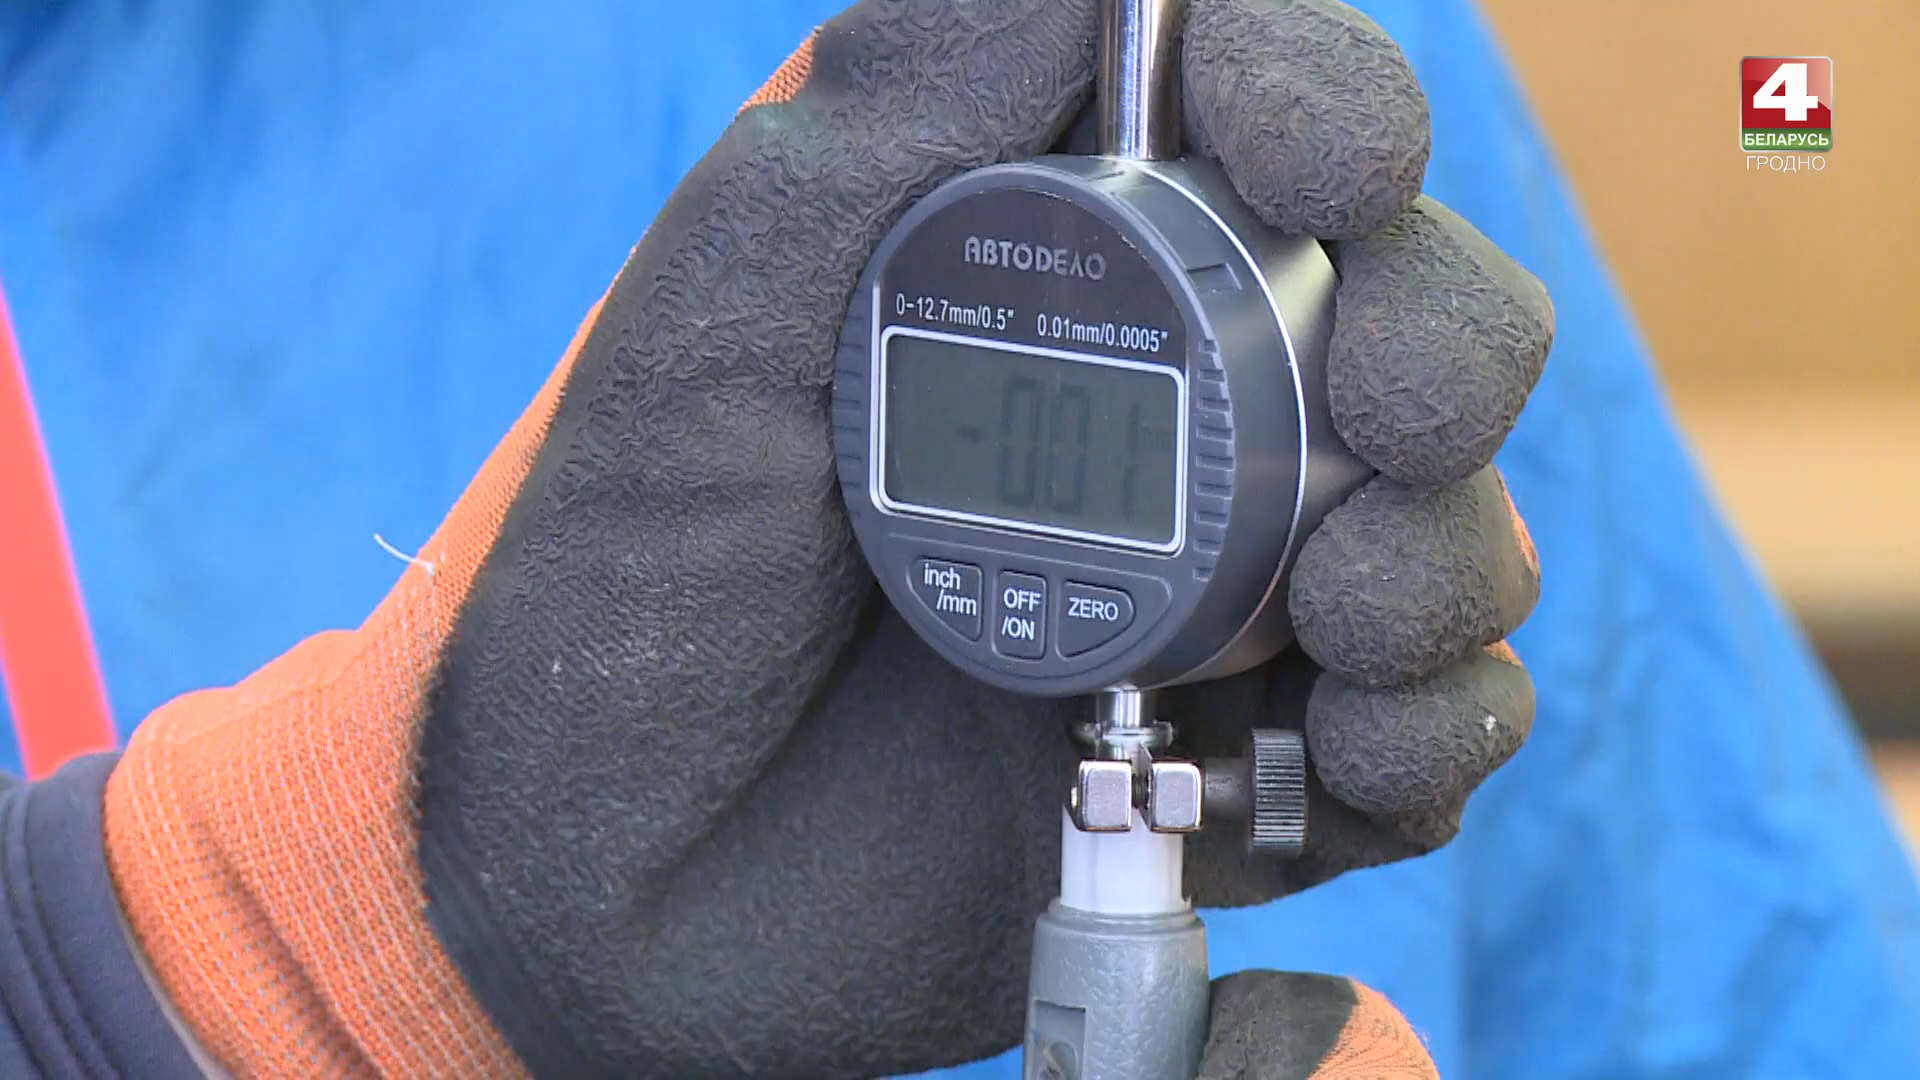 4
БЕЛАРУСЬ
ГРОДНО
АВТОDЕЛО
0-12.7mm/0.5" 0.01mm/0.0005"
-0.01
inch
/mm
OFF
/ON
ZERO